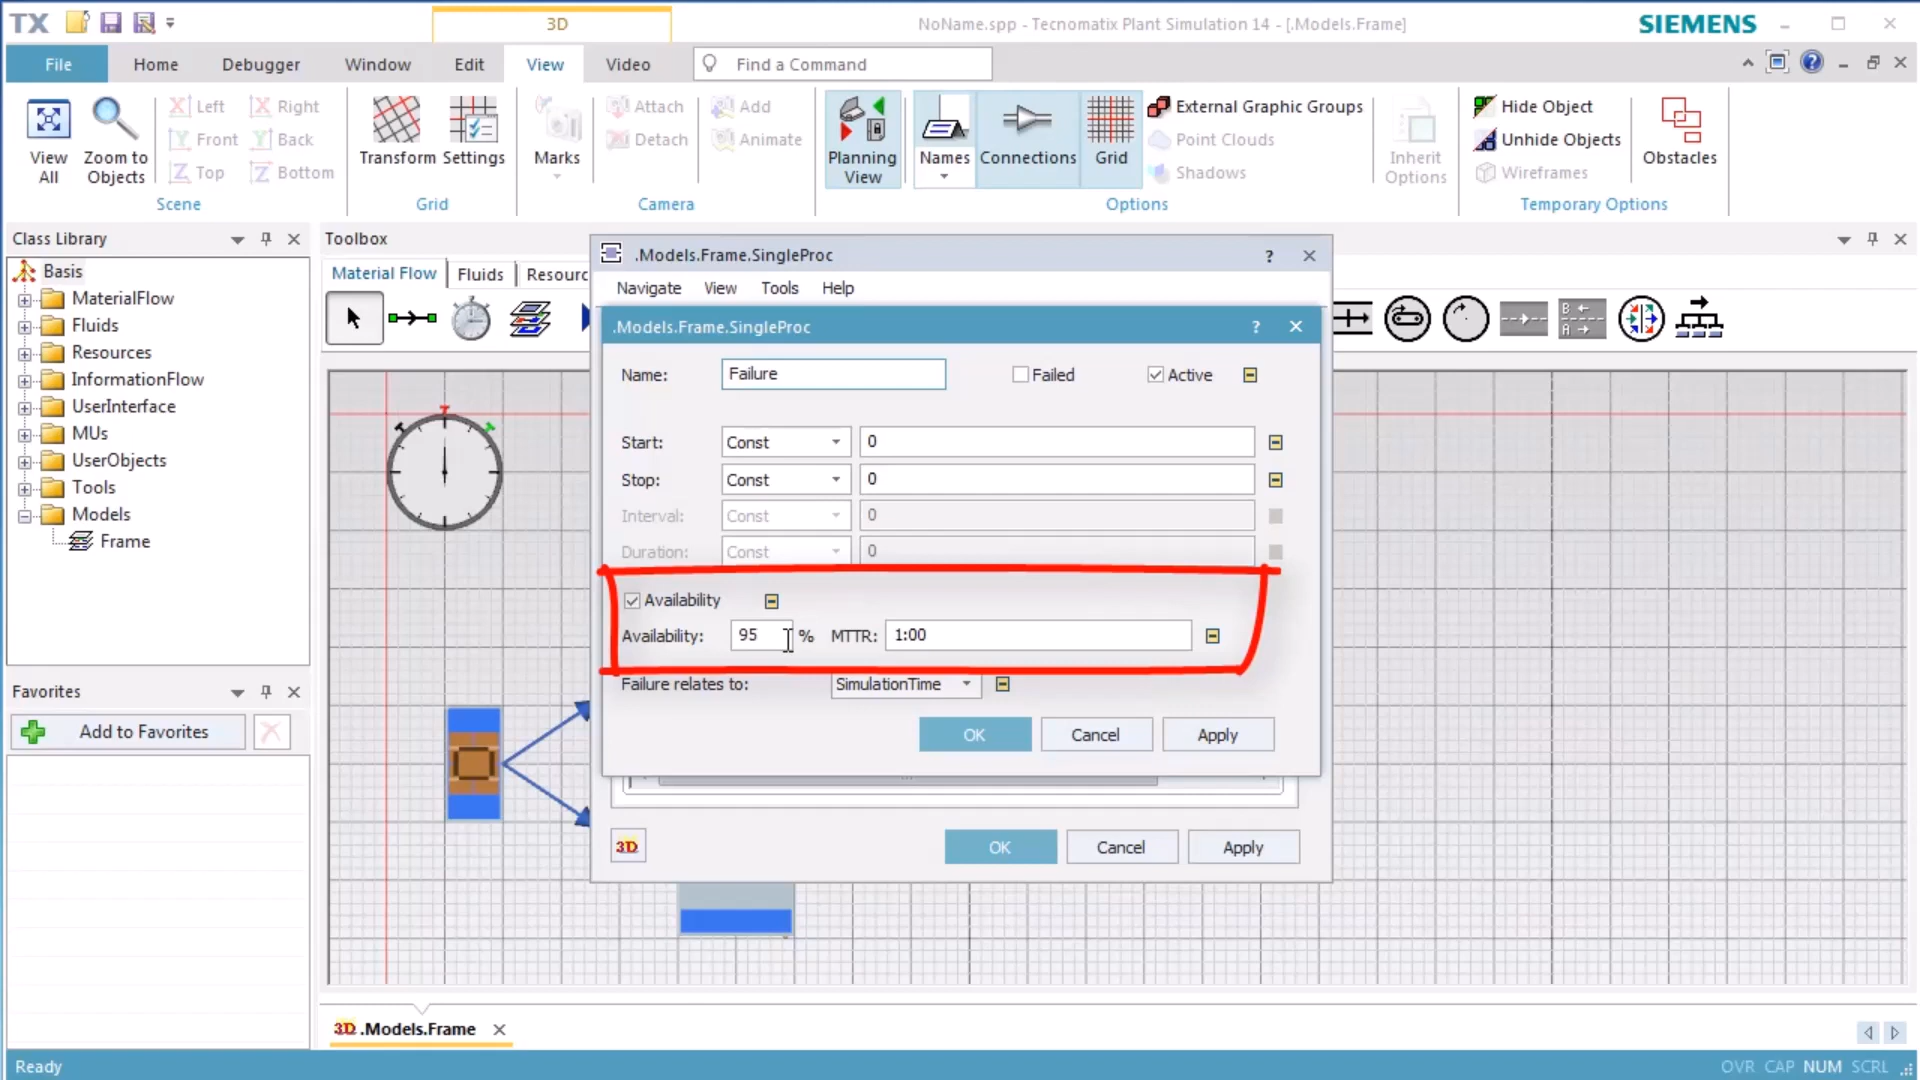 TX
3D
NoName.spp - Tecnomatix Plant Simulation 14 - [.Models.Frame]
SIEMENS
File
Home
Debugger
Window
Edit
View
Video
Find a Command
View All
Zoom to Objects
Left
Right
Front
Back
Top
Bottom
Scene
Transform
Settings
Grid
Marks
Attach
Detach
Add
Animate
Camera
Planning View
Names
Connections
Grid
External Graphic Groups
Point Clouds
Shadows
Options
Inherit Options
Hide Object
Unhide Objects
Wireframes
Obstacles
Temporary Options
Class Library
Basis
MaterialFlow
Fluids
Resources
InformationFlow
UserInterface
MUs
UserObjects
Tools
Models
Frame
Favorites
Add to Favorites
Toolbox
Material Flow
Fluids
Resourc
.Models.Frame.SingleProc
?
Navigate
View
Tools
Help
.Models.Frame.SingleProc
?
Name:
Failure
Failed
Active
Start:
Const
0
Stop:
Const
0
Interval:
Const
0
Duration:
Const
0
Availability
Availability:
95
%
MTTR:
1:00
Failure relates to:
SimulationTime
OK
Cancel
Apply
3D
OK
Cancel
Apply
B
A
3D .Models.Frame
Ready
OVR CAP NUM SCRL